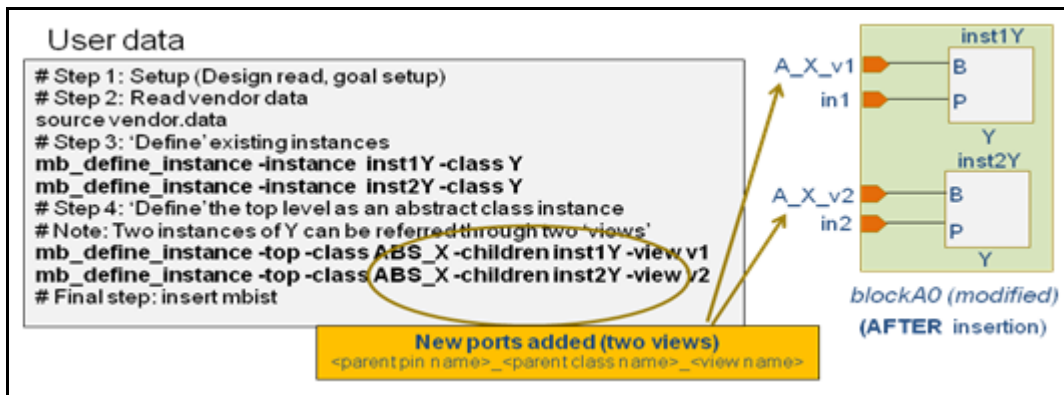 User data
# Step 1: Setup (Design read, goal setup)
# Step 2: Read vendor data
source vendor.data
# Step 3: ‘Define’ existing instances
mb_define_instance -instance inst1Y -class Y
mb_define_instance -instance inst2Y -class Y
# Step 4: ‘Define’ the top level as an abstract class instance
# Note: Two instances of Y can be referred through two ‘views’
mb_define_instance -top -class ABS_X -children inst1Y -view v1
mb_define_instance -top -class ABS_X -children inst2Y -view v2
# Final step: insert mbist
New ports added (two views)
<parent pin name>_<parent class name>_<view name>
inst1Y
A_X_v1
B
in1
P
Y
inst2Y
A_X_v2
B
in2
P
Y
blockA0 (modified)
(AFTER insertion)